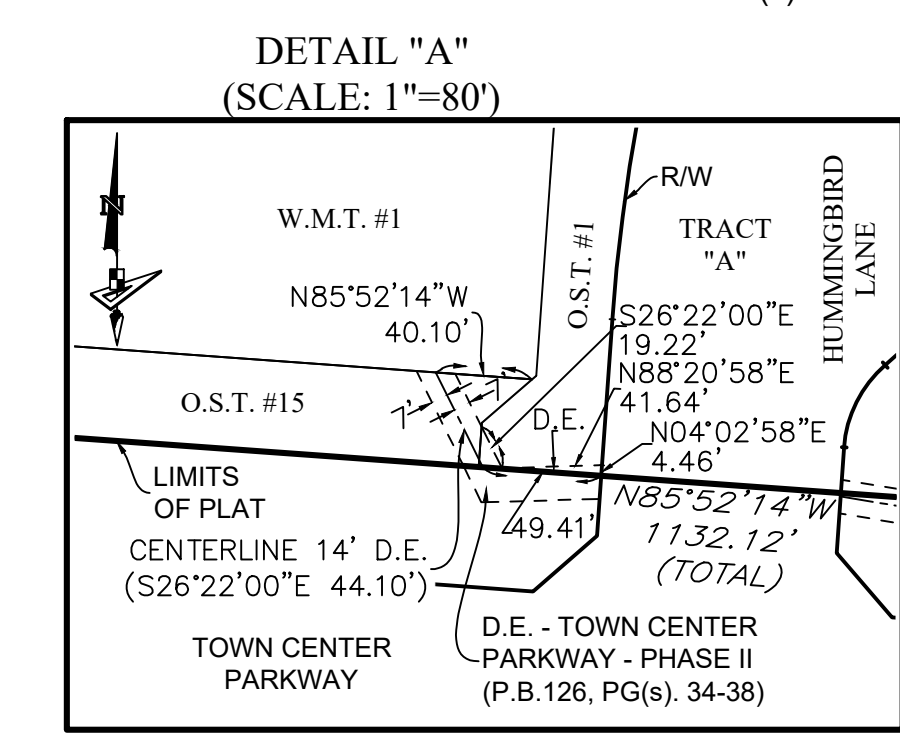 DETAIL "A"
(SCALE: 1"=80')
N
W.M.T. #1
R/W
TRACT
"A"
HUMMINGBIRD
LANE
O.S.T. #1
N85°52'14"W
40.10'
S26°22'00"E
19.22'
N88°20'58"E
41.64'
O.S.T. #15
7'
7'
D.E.
N04°02'58"E
4.46'
LIMITS
OF PLAT
N85°52'14"W
1132.12'
(TOTAL)
49.41'
CENTERLINE 14' D.E.
(S26°22'00"E 44.10')
TOWN CENTER
PARKWAY
D.E. - TOWN CENTER
PARKWAY - PHASE II
(P.B.126, PG(s). 34-38)